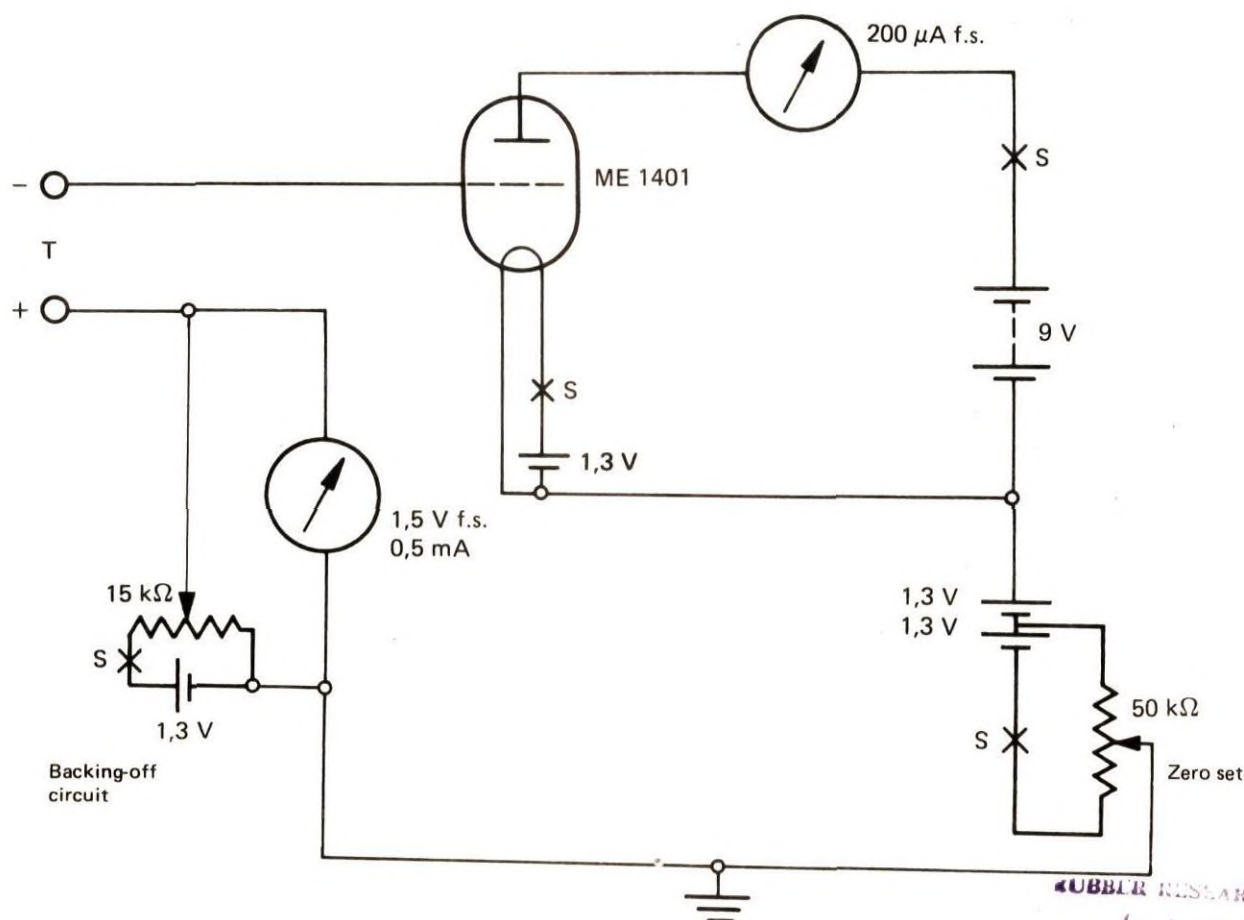 200 µA f.s.
S
ME 1401
−
T
+
9 V
S
1,3 V
1,5 V f.s.
0,5 mA
15 kΩ
S
1,3 V
1,3 V
1,3 V
50 kΩ
S
Zero set
Backing-off
circuit
RUBBER